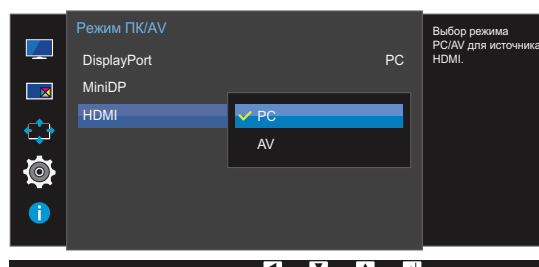 Режим ПК/AV
DisplayPort PC
MiniDP
HDMI
PC
AV
Выбор режима
PC/AV для источника
HDMI.